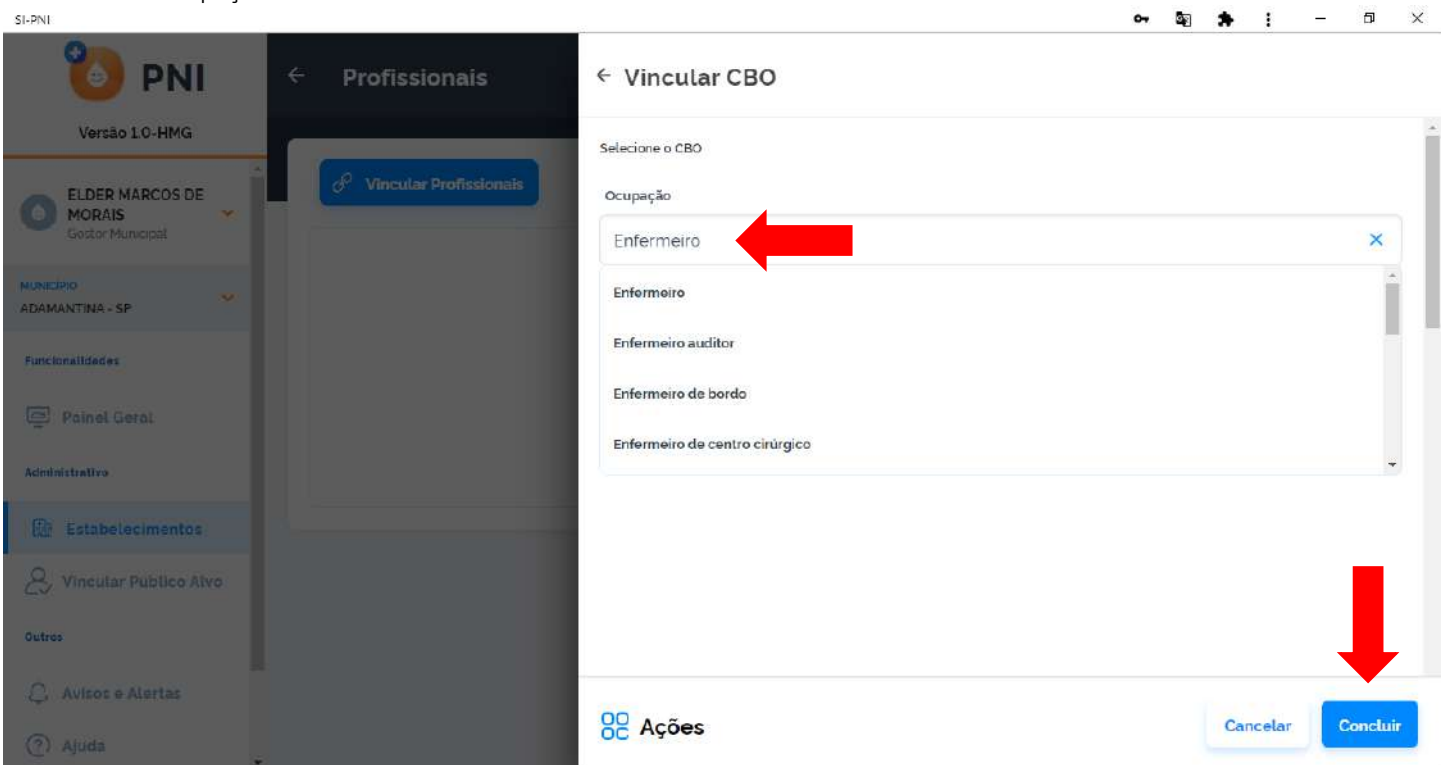 SI-PNI
PNI
Versão 1.0-HMG
ELDER MARCOS DE
MORAIS
Gestor Municipal
MUNICÍPIO
ADAMANTINA - SP
Funcionalidades
Painel Geral
Administrativo
Estabelecimentos
Vincular Público Alvo
Outros
Avisos e Alertas
Ajuda
Profissionais
Vincular Profissionais
Vincular CBO
Selecione o CBO
Ocupação
Enfermeiro
Enfermeiro
Enfermeiro auditor
Enfermeiro de bordo
Enfermeiro de centro cirúrgico
Ações
Cancelar
Concluir